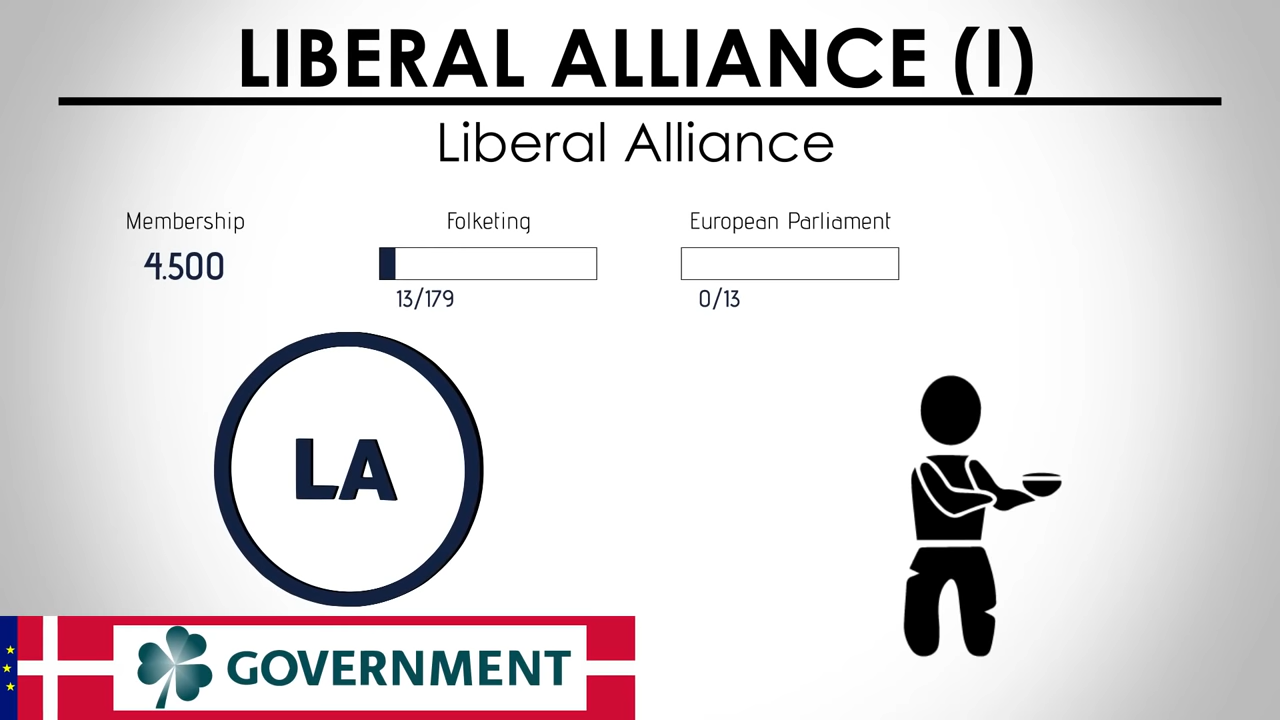 LIBERAL ALLIANCE (I)
Liberal Alliance
Membership
4.500
Folketing
13/179
European Parliament
0/13
LA
GOVERNMENT